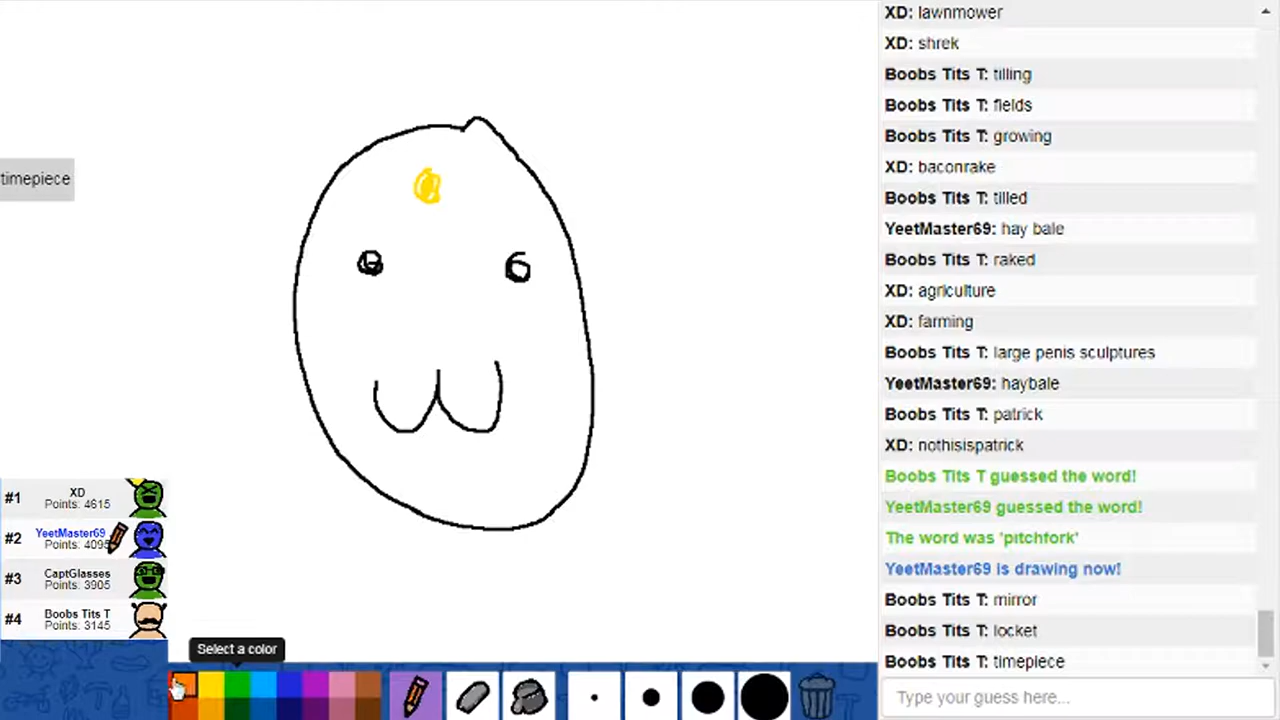 XD: lawnmower
XD: shrek
Boobs Tits T: tilling
Boobs Tits T: fields
Boobs Tits T: growing
XD: baconrake
Boobs Tits T: tilled
YeetMaster69: hay bale
Boobs Tits T: raked
XD: agriculture
XD: farming
Boobs Tits T: large penis sculptures
YeetMaster69: haybale
Boobs Tits T: patrick
XD: nothisispatrick
Boobs Tits T guessed the word!
YeetMaster69 guessed the word!
The word was 'pitchfork'
YeetMaster69 is drawing now!
Boobs Tits T: mirror
Boobs Tits T: locket
Boobs Tits T: timepiece
Type your guess here...
timepiece
#1 XD
Points: 4615
#2 YeetMaster69
Points: 4095
#3 CaptGlasses
Points: 3905
#4 Boobs Tits T
Points: 3145
Select a color